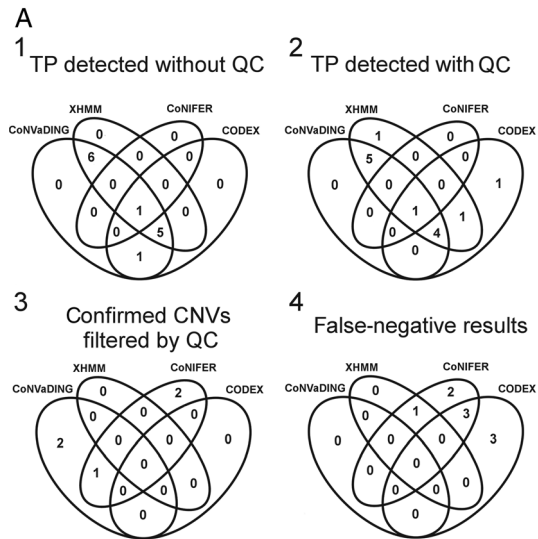 A
1 TP detected without QC
XHMM CoNIFER
CoNVaDING CODEX
0 0
6 0 0
0 0 0 0
0 1 0
0 5
1
2 TP detected with QC
XHMM CoNIFER
CoNVaDING CODEX
1 0
5 0 0
0 0 0 1
0 1 1
0 4
0
3 Confirmed CNVs
filtered by QC
XHMM CoNIFER
CoNVaDING CODEX
0 2
0 0 0
2 0 0 0
1 0 0
0 0
0
4 False-negative results
XHMM CoNIFER
CoNVaDING CODEX
0 2
0 1 3
0 0 0 3
0 0 0
0 0
0